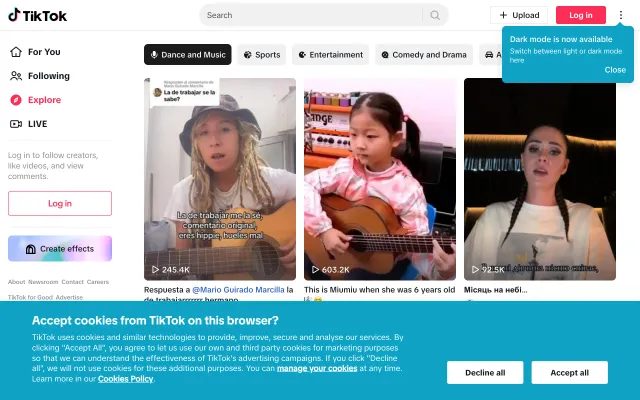 TikTok
Search
Upload
Log in
Dark mode is now available
Switch between light or dark mode
here
Close
For You
Following
Explore
LIVE
Log in to follow creators,
like videos, and view
comments.
Log in
Create effects
About Newsroom Contact Careers
TikTok for Good Advertise
Dance and Music
Sports
Entertainment
Comedy and Drama
Respuesta al comentario de
Mario Guirado Marcilla
La de trabajar se la
sabe?
La de trabajar me la sé,
comentario original,
eres hippie, hueles mal
245.4K
603.2K
92.5K
Respuesta a @Mario Guirado Marcilla la
de trabajarrrrrrr hermano
This is Miumiu when she was 6 years old
Місяць на небі...
Accept cookies from TikTok on this browser?
TikTok uses cookies and similar technologies to provide, improve, secure and analyse our services. By
clicking "Accept All", you agree to let us use our own and third party cookies for marketing purposes
so that we can understand the effectiveness of TikTok's advertising campaigns. If you click "Decline
all", we will not use cookies for these additional purposes. You can manage your cookies at any time.
Learn more in our Cookies Policy.
Decline all
Accept all